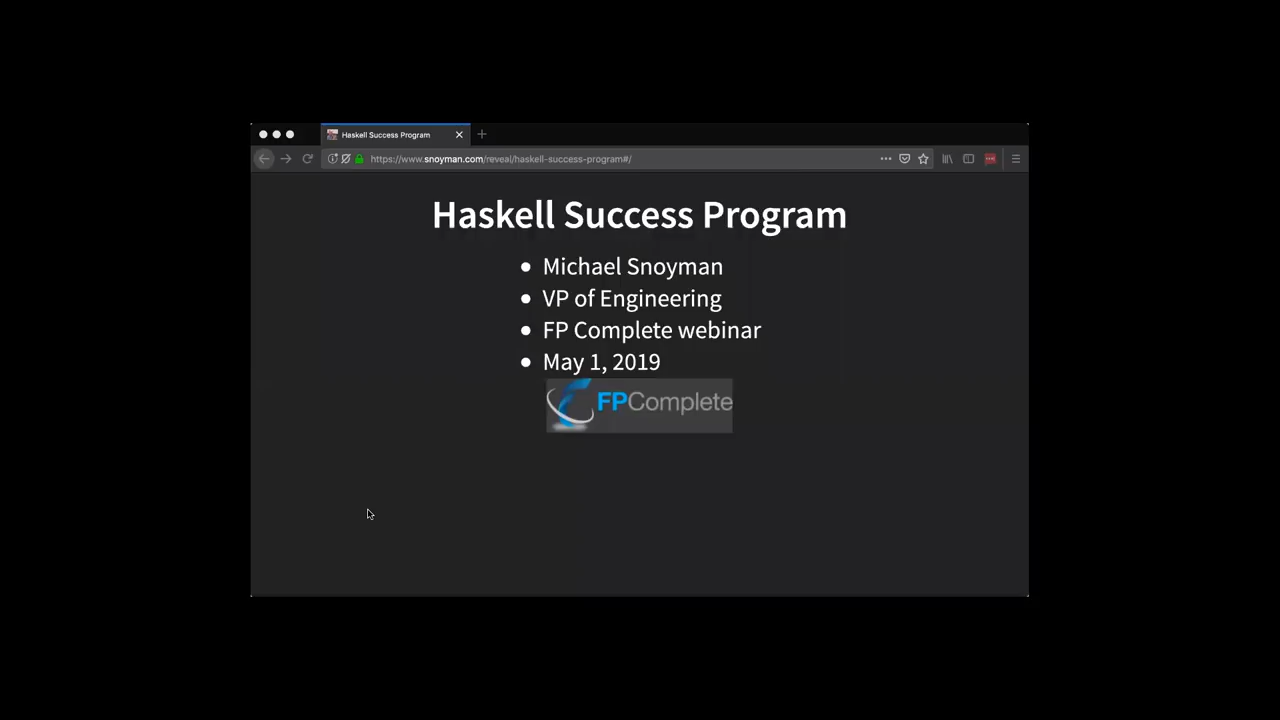 Haskell Success Program
https://www.snoyman.com/reveal/haskell-success-program#/
Haskell Success Program
Michael Snoyman
VP of Engineering
FP Complete webinar
May 1, 2019
FPComplete